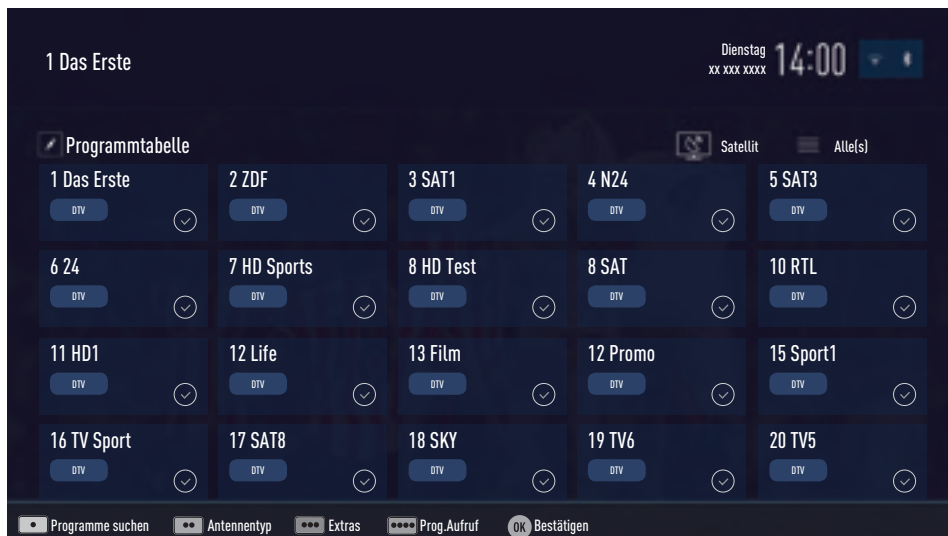 1 Das Erste
Dienstag
xx xxx xxxx
14:00
Programmtabelle
Satellit
Alle(s)
1 Das Erste
2 ZDF
3 SAT1
4 N24
5 SAT3
DTV
DTV
DTV
DTV
DTV
6 24
7 HD Sports
8 HD Test
8 SAT
10 RTL
DTV
DTV
DTV
DTV
DTV
11 HD1
12 Life
13 Film
12 Promo
15 Sport1
DTV
DTV
DTV
DTV
DTV
16 TV Sport
17 SAT8
18 SKY
19 TV6
20 TV5
DTV
DTV
DTV
DTV
DTV
Programme suchen
Antennentyp
Extras
Prog.Aufruf
OK Bestätigen